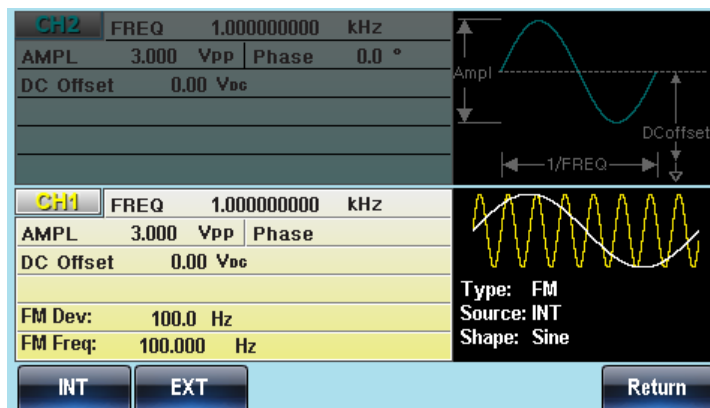 CH2 FREQ 1.000000000 kHz
AMPL 3.000 Vpp Phase 0.0 °
DC Offset 0.00 VDC
Ampl
DCoffset
1/FREQ
CH1 FREQ 1.000000000 kHz
AMPL 3.000 Vpp Phase
DC Offset 0.00 VDC
FM Dev: 100.0 Hz
FM Freq: 100.000 Hz
Type: FM
Source: INT
Shape: Sine
INT EXT Return